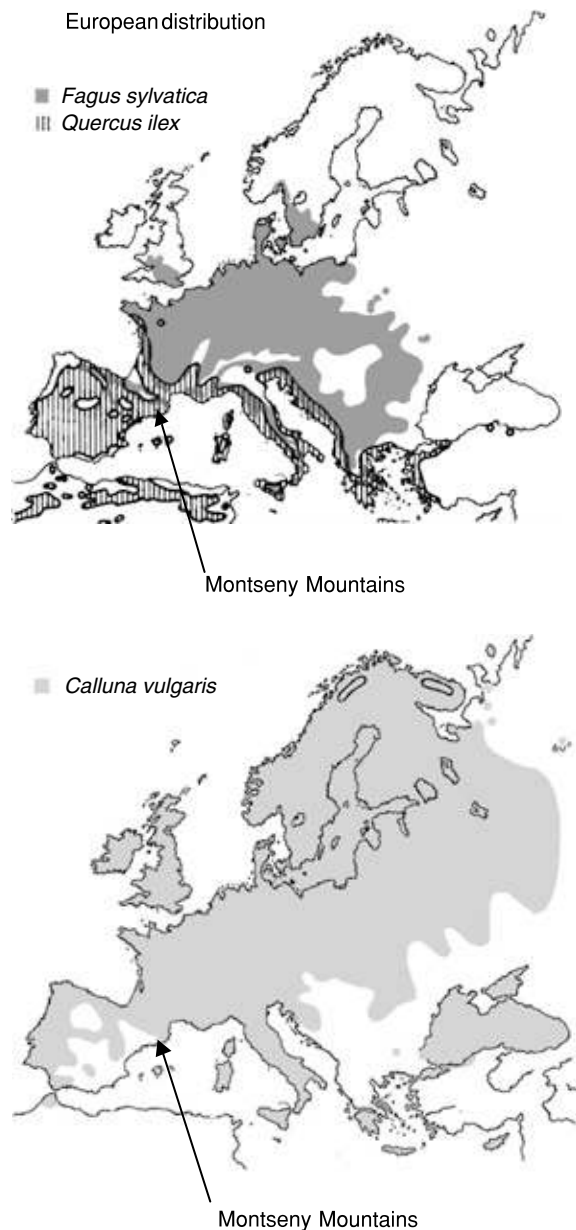 European distribution
Fagus sylvatica
Quercus ilex
Montseny Mountains
Calluna vulgaris
Montseny Mountains